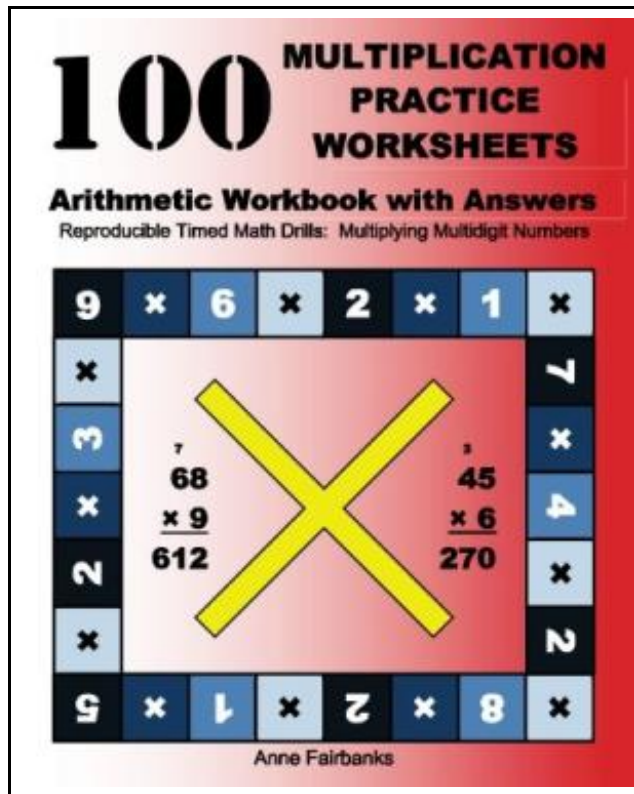 100
MULTIPLICATION
PRACTICE
WORKSHEETS
Arithmetic Workbook with Answers
Reproducible Timed Math Drills: Multiplying Multidigit Numbers
9 × 6 × 2 × 1 ×
7
×
4
×
2
×
8 × 2 × 1 × 5
×
2
×
3
×
7
68
× 9
612
3
45
× 6
270
Anne Fairbanks